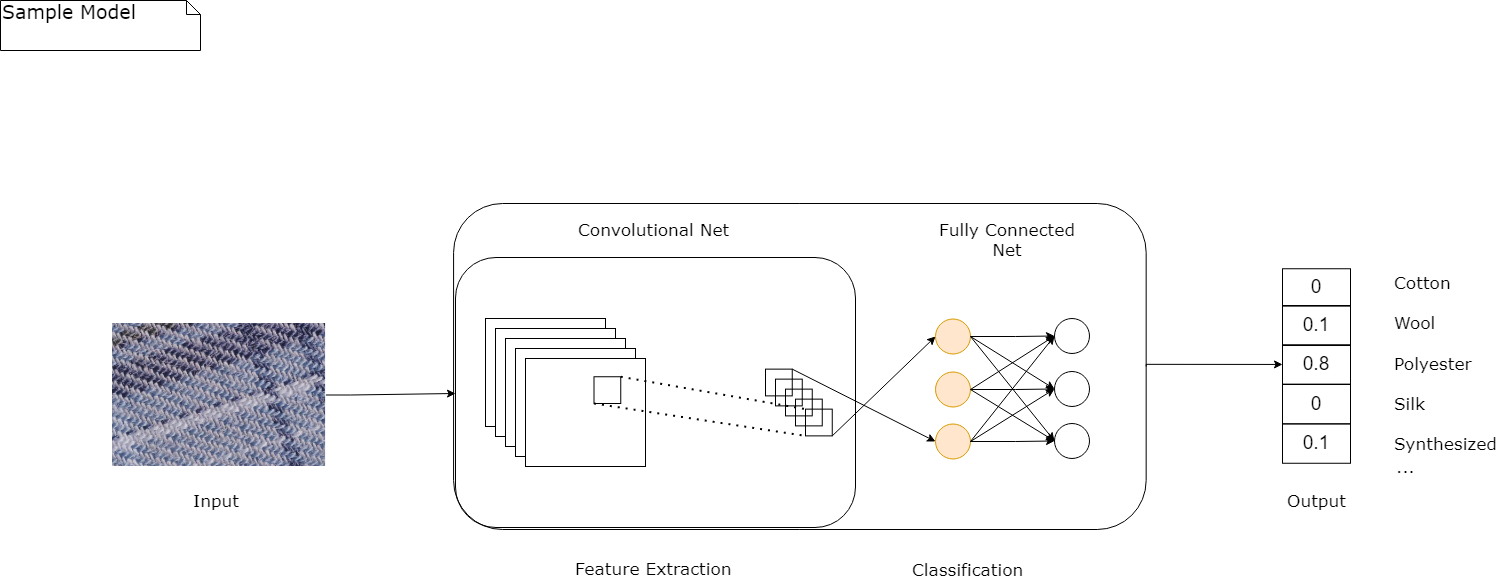 Sample Model
Convolutional Net
Fully Connected
Net
0
Cotton
0.1
Wool
0.8
Polyester
0
Silk
0.1
Synthesized
...
Input
Output
Feature Extraction
Classification